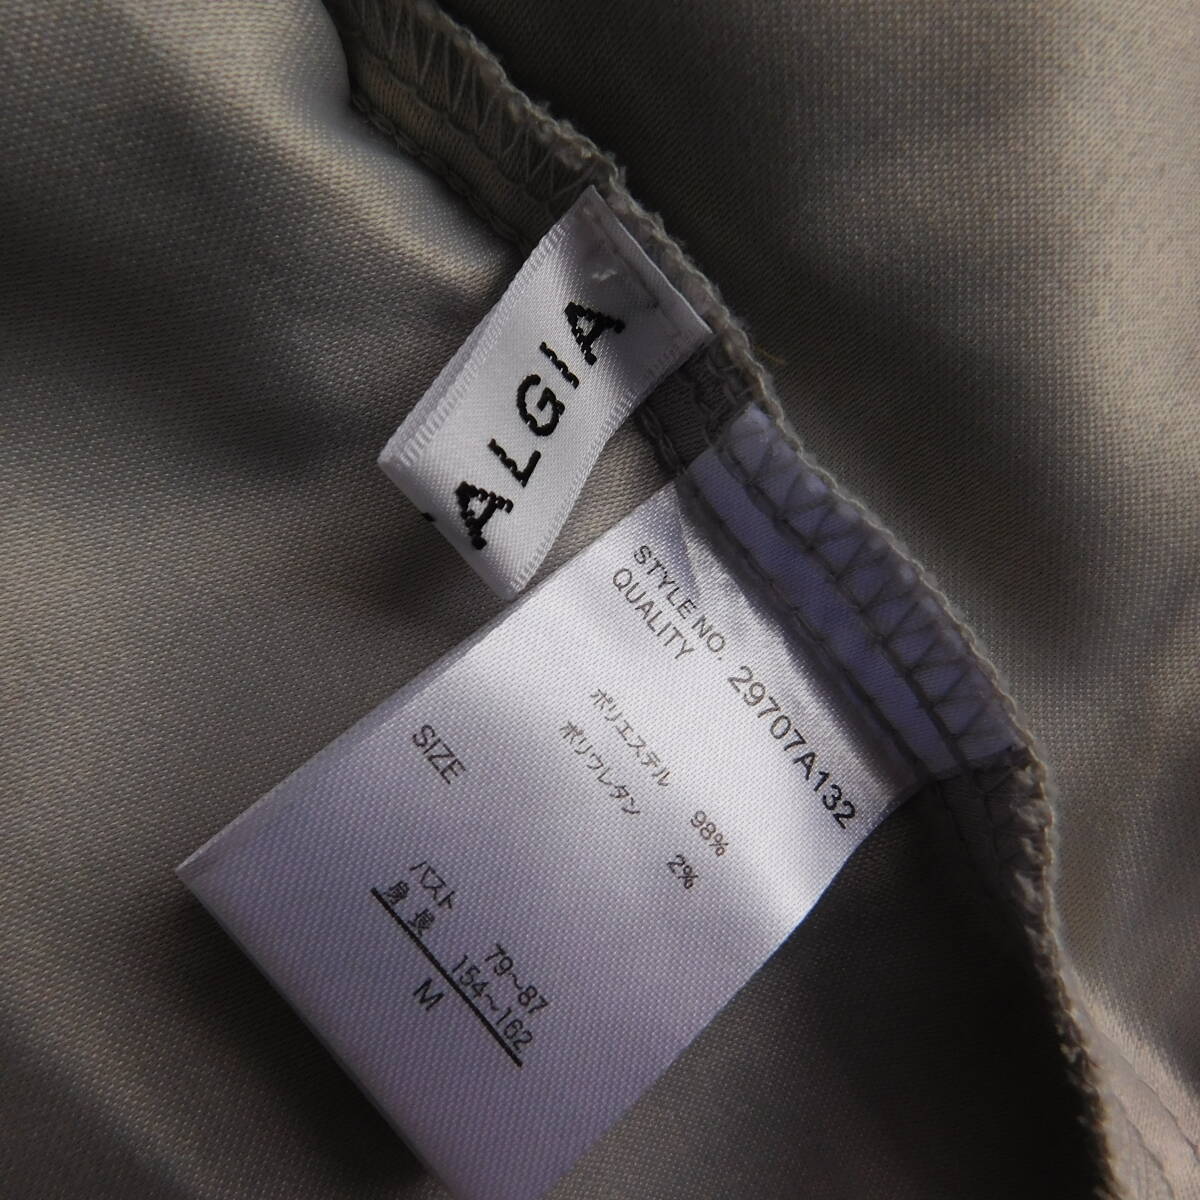 ALGIA
STYLE NO. 29707A132
QUALITY
ポリエステル 98%
ポリウレタン 2%
SIZE
バスト 79~87
身長 154~162
M